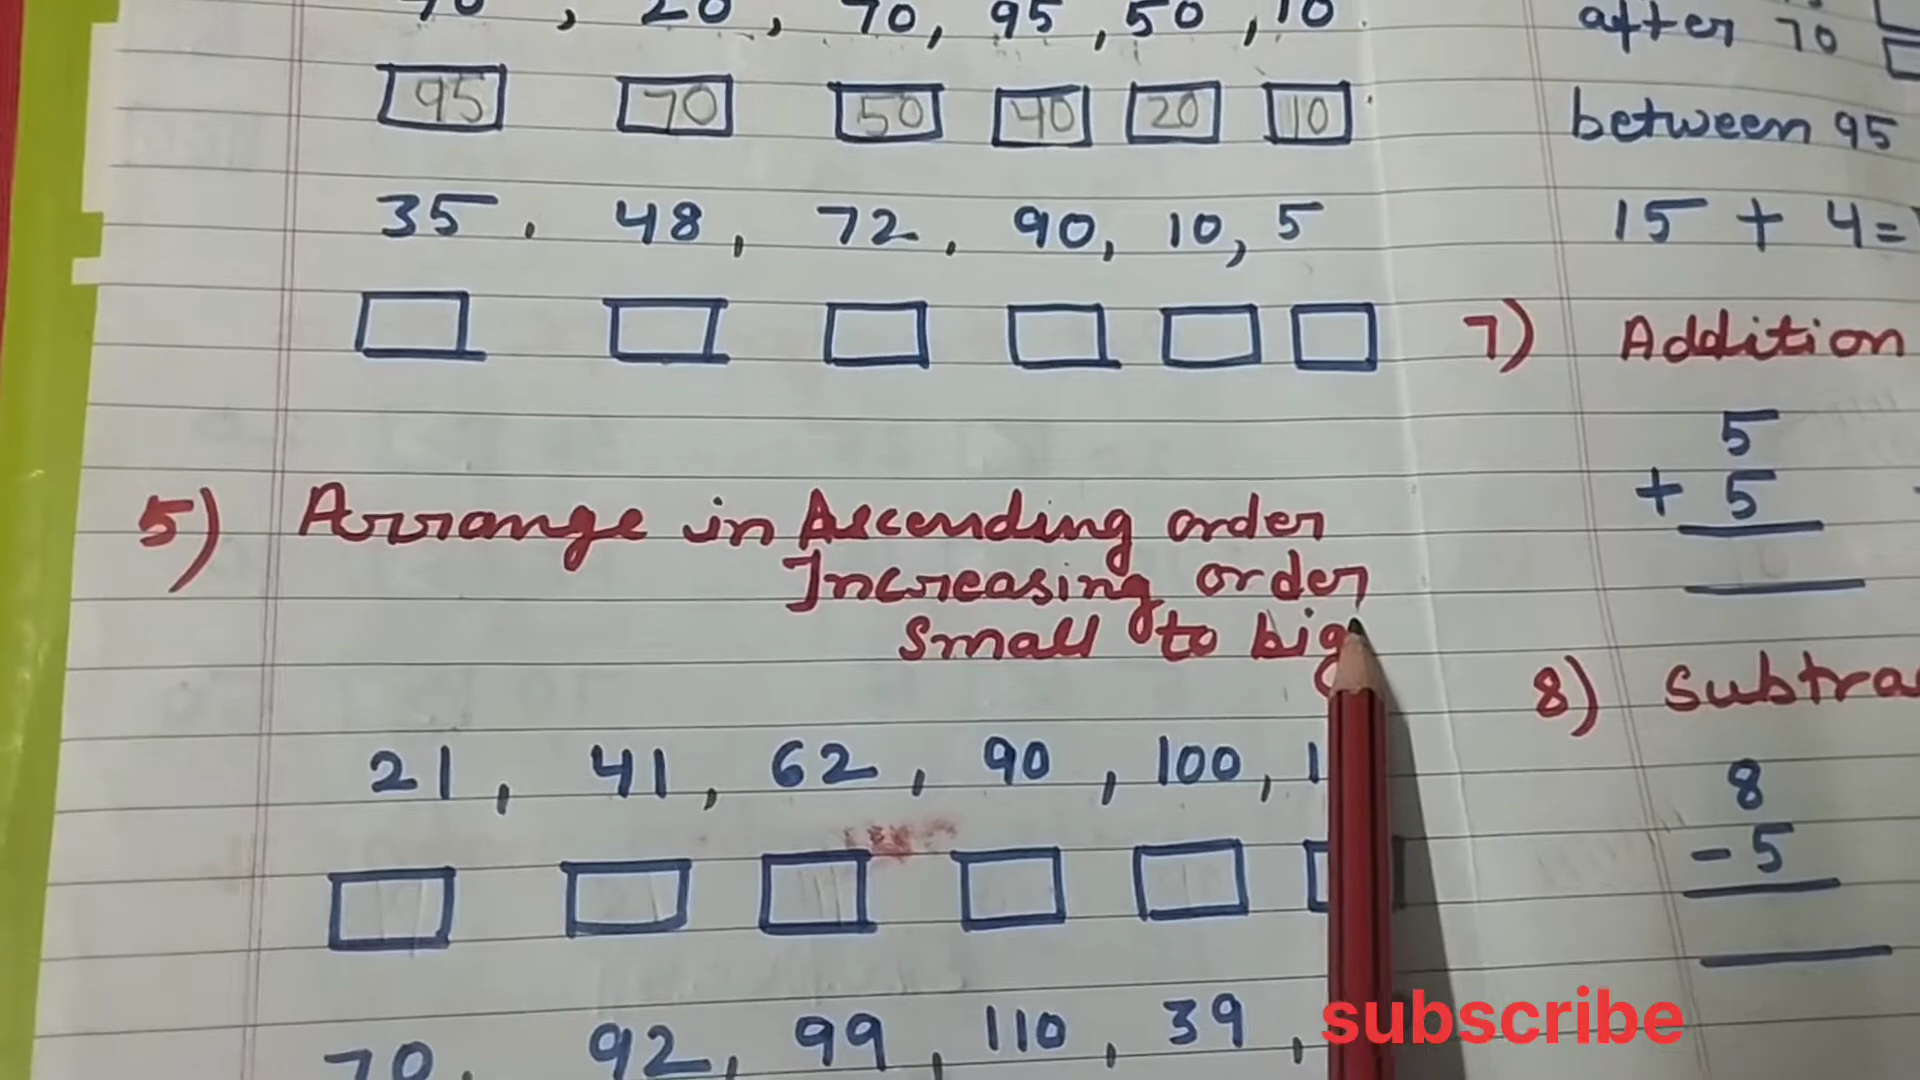 , 20, 70, 95, 50, 10.
95 70 50 40 20 10
35, 48, 72, 90, 10, 5
5) Arrange in Ascending order
Increasing order
Small to big
21, 41, 62, 90, 100,
70, 92, 99, 110, 39,
after 70
between 95
15 + 4 =
7) Addition
5
+ 5
8)
8
- 5
subscribe